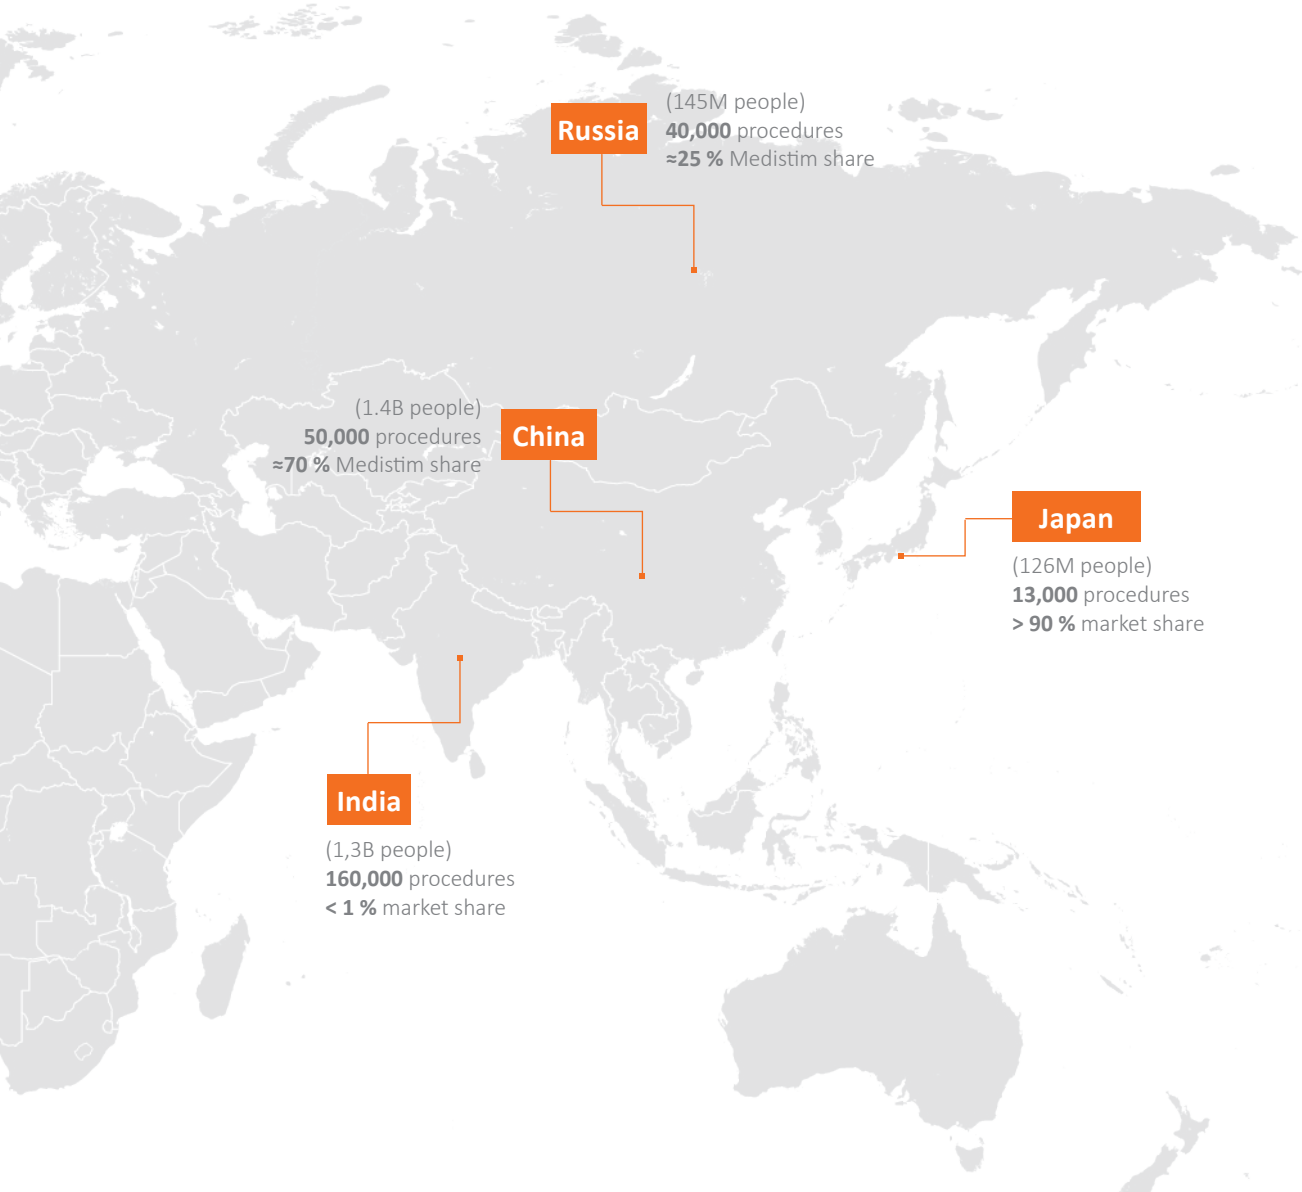 Russia
(145M people)
40,000 procedures
≈25 % Medistim share
(1.4B people)
50,000 procedures
≈70 % Medistim share
China
Japan
(126M people)
13,000 procedures
> 90 % market share
India
(1,3B people)
160,000 procedures
< 1 % market share